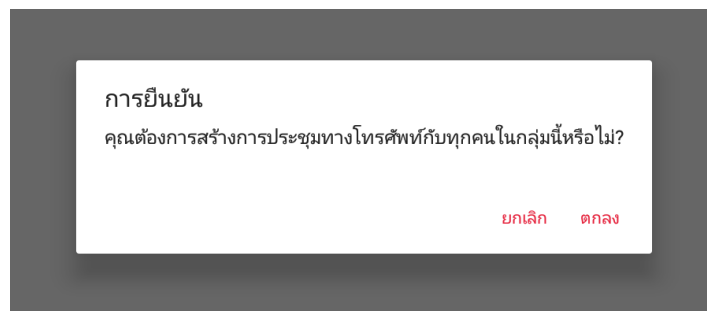 การยืนยัน
คุณต้องการสร้างการประชุมทางโทรศัพท์กับทุกคนในกลุ่มนี้หรือไม่?
ยกเลิก ตกลง